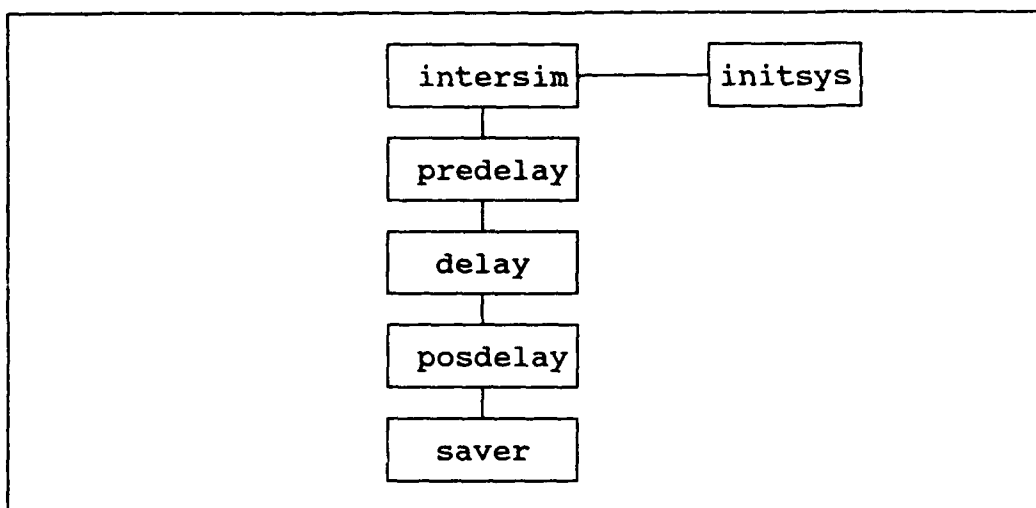 intersim initsys
predelay
delay
posdelay
saver